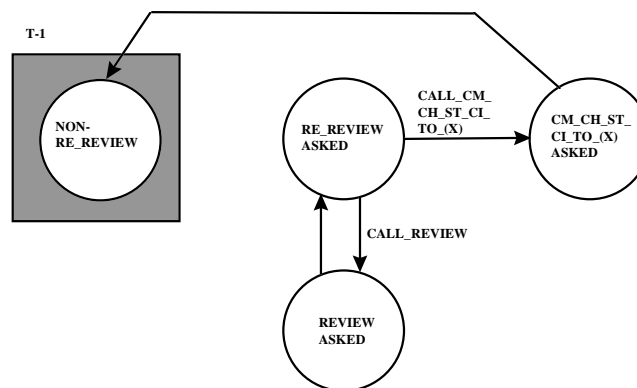 T-1
NON-
RE_REVIEW
RE_REVIEW
ASKED
CALL_CM_
CH_ST_CI_
TO_(X)
CM_CH_ST_
CI_TO_(X)
ASKED
CALL_REVIEW
REVIEW
ASKED